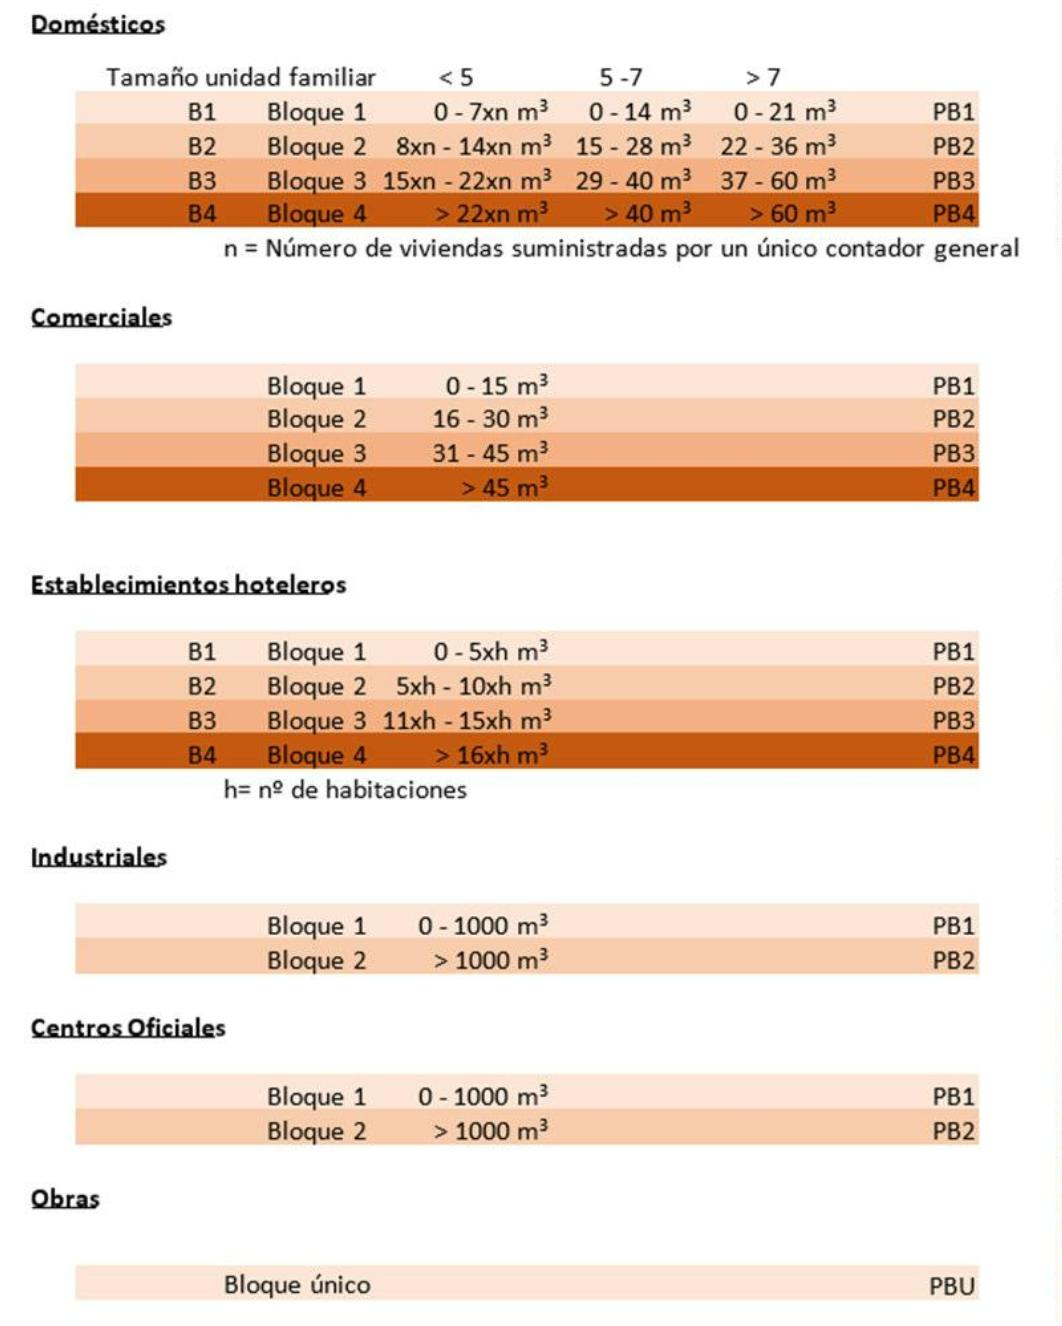 Domésticos
Tamaño unidad familiar < 5 5 -7 > 7
B1 Bloque 1 0 - 7xn m³ 0 - 14 m³ 0 - 21 m³ PB1
B2 Bloque 2 8xn - 14xn m³ 15 - 28 m³ 22 - 36 m³ PB2
B3 Bloque 3 15xn - 22xn m³ 29 - 40 m³ 37 - 60 m³ PB3
B4 Bloque 4 > 22xn m³ > 40 m³ > 60 m³ PB4
n = Número de viviendas suministradas por un único contador general
Comerciales
Bloque 1 0 - 15 m³ PB1
Bloque 2 16 - 30 m³ PB2
Bloque 3 31 - 45 m³ PB3
Bloque 4 > 45 m³ PB4
Establecimientos hoteleros
B1 Bloque 1 0 - 5xh m³ PB1
B2 Bloque 2 5xh - 10xh m³ PB2
B3 Bloque 3 11xh - 15xh m³ PB3
B4 Bloque 4 > 16xh m³ PB4
h= nº de habitaciones
Industriales
Bloque 1 0 - 1000 m³ PB1
Bloque 2 > 1000 m³ PB2
Centros Oficiales
Bloque 1 0 - 1000 m³ PB1
Bloque 2 > 1000 m³ PB2
Obras
Bloque único PBU